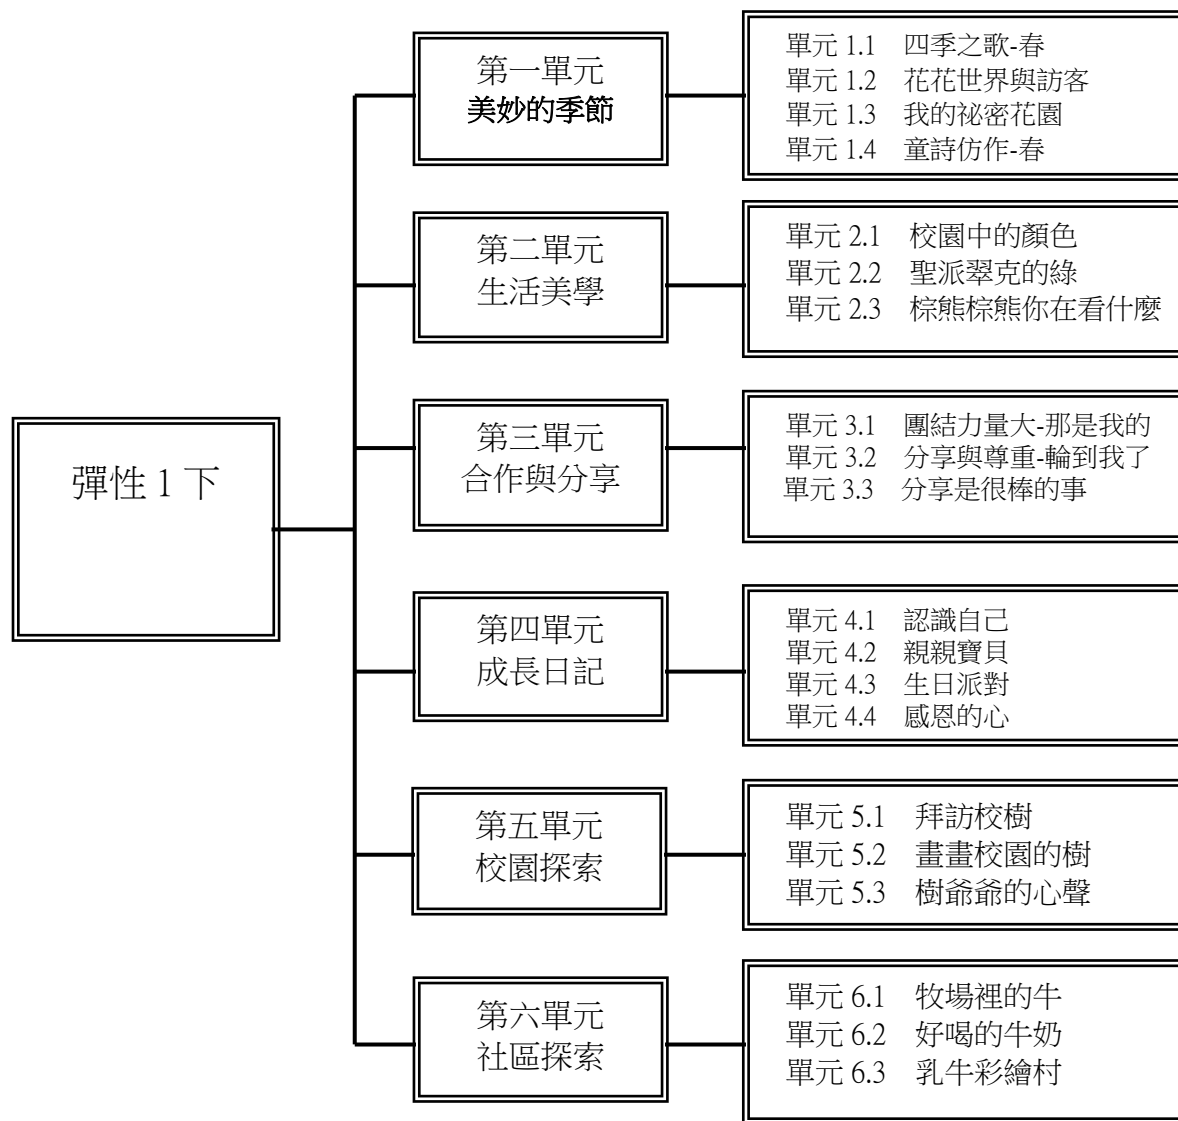 彈性 1 下
第一單元
美妙的季節
單元 1.1 四季之歌-春
單元 1.2 花花世界與訪客
單元 1.3 我的祕密花園
單元 1.4 童詩仿作-春
第二單元
生活美學
單元 2.1 校園中的顏色
單元 2.2 聖派翠克的綠
單元 2.3 棕熊棕熊你在看什麼
第三單元
合作與分享
單元 3.1 團結力量大-那是我的
單元 3.2 分享與尊重-輪到我了
單元 3.3 分享是很棒的事
第四單元
成長日記
單元 4.1 認識自己
單元 4.2 親親寶貝
單元 4.3 生日派對
單元 4.4 感恩的心
第五單元
校園探索
單元 5.1 拜訪校樹
單元 5.2 畫畫校園的樹
單元 5.3 樹爺爺的心聲
第六單元
社區探索
單元 6.1 牧場裡的牛
單元 6.2 好喝的牛奶
單元 6.3 乳牛彩繪村